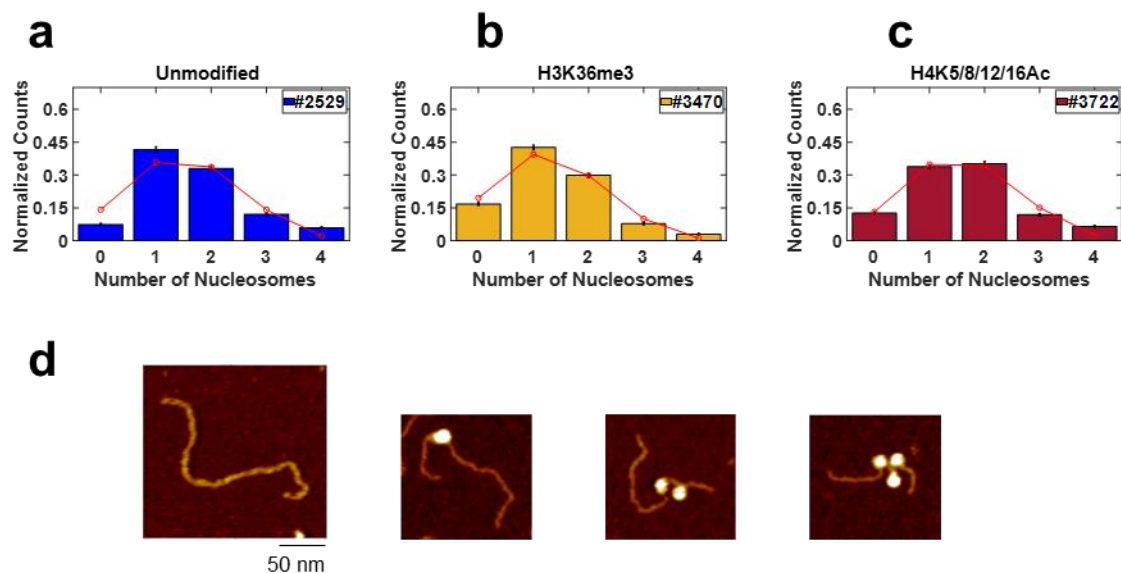 a
Unmodified
#2529
Normalized Counts
0.6
0.45
0.3
0.15
0
0 1 2 3 4
Number of Nucleosomes
b
H3K36me3
#3470
Normalized Counts
0.6
0.45
0.3
0.15
0
0 1 2 3 4
Number of Nucleosomes
c
H4K5/8/12/16Ac
#3722
Normalized Counts
0.6
0.45
0.3
0.15
0
0 1 2 3 4
Number of Nucleosomes
d
50 nm